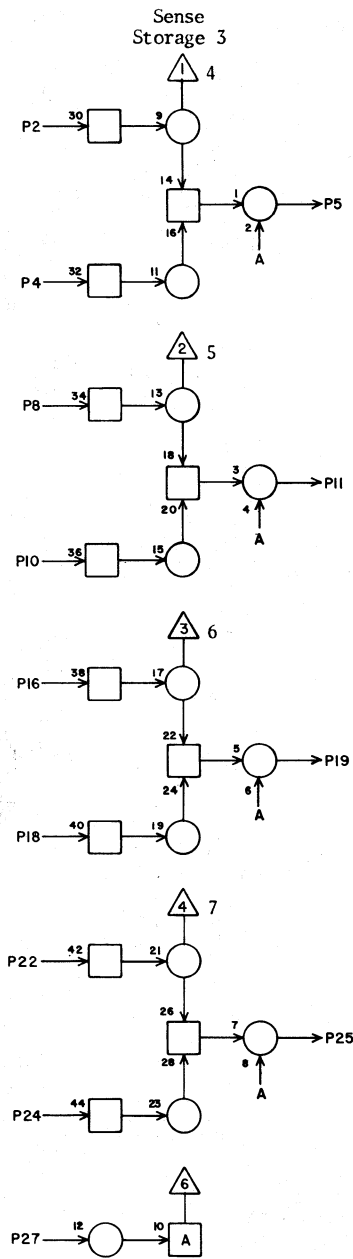 Sense
Storage 3
1 4
P2 30 9
14 1 P5
16 2
A
P4 32 11
2 5
P8 34 13
18 3 P11
20 4
A
P10 36 15
3 6
P16 38 17
22 5 P19
24 6
A
P18 40 19
4 7
P22 42 21
26 7 P25
28 8
A
P24 44 23
6
P27 12 10 A